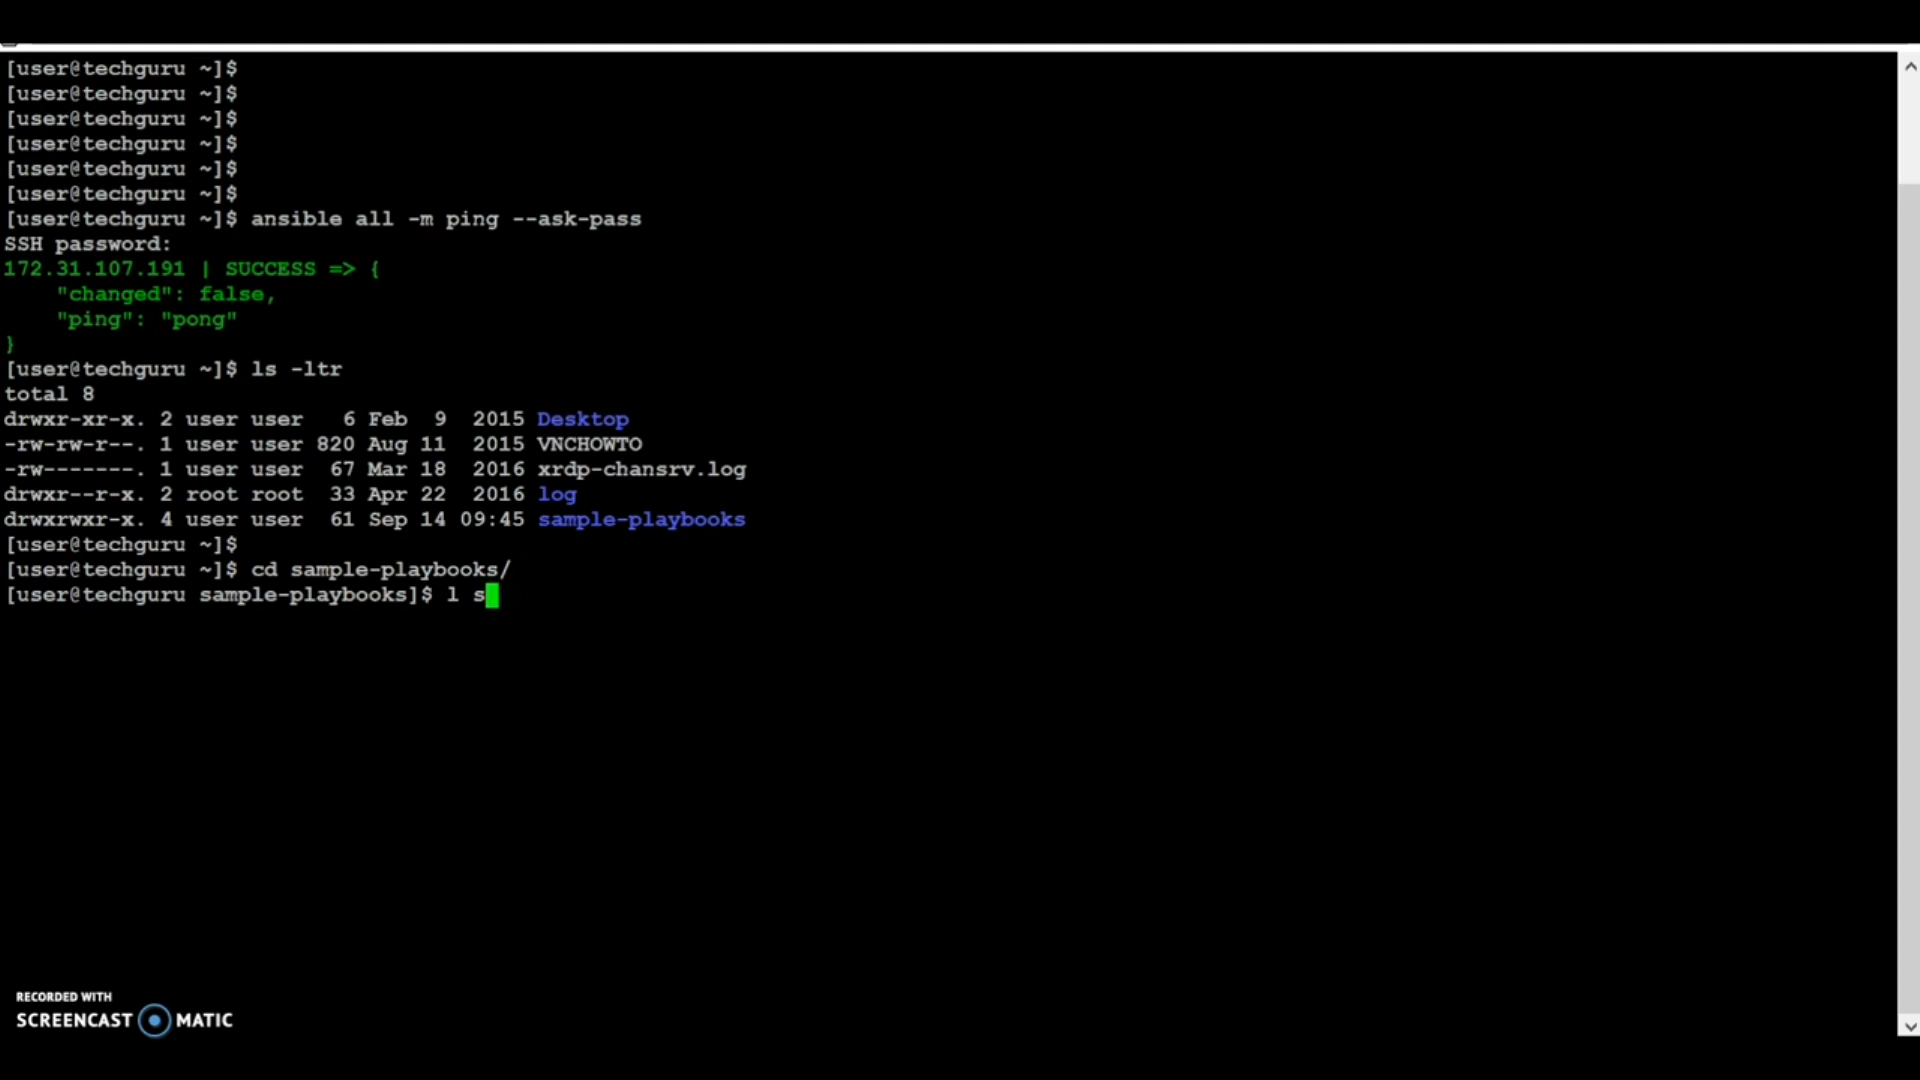 [user@techguru ~]$
[user@techguru ~]$
[user@techguru ~]$
[user@techguru ~]$
[user@techguru ~]$
[user@techguru ~]$
[user@techguru ~]$ ansible all -m ping --ask-pass
SSH password:
172.31.107.191 | SUCCESS => {
    "changed": false,
    "ping": "pong"
}
[user@techguru ~]$ ls -ltr
total 8
drwxr-xr-x. 2 user user   6 Feb  9  2015 Desktop
-rw-rw-r--. 1 user user 820 Aug 11  2015 VNCHOWTO
-rw-------. 1 user user  67 Mar 18  2016 xrdp-chansrv.log
drwxr--r-x. 2 root root  33 Apr 22  2016 log
drwxrwxr-x. 4 user user  61 Sep 14 09:45 sample-playbooks
[user@techguru ~]$
[user@techguru ~]$ cd sample-playbooks/
[user@techguru sample-playbooks]$ l s
RECORDED WITH
SCREENCAST MATIC